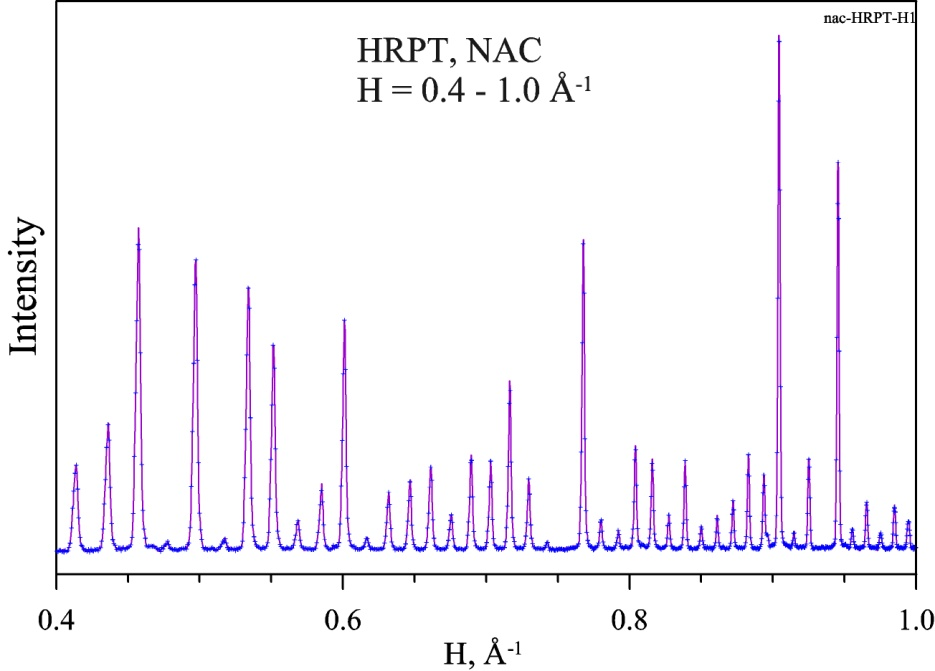 nac-HRPT-H1
HRPT, NAC
H = 0.4 - 1.0 Å⁻¹
Intensity
0.4 0.6 0.8 1.0
H, Å⁻¹